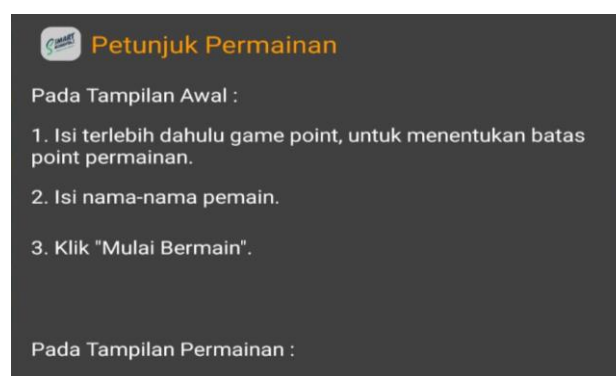 Petunjuk Permainan
Pada Tampilan Awal :
1. Isi terlebih dahulu game point, untuk menentukan batas
point permainan.
2. Isi nama-nama pemain.
3. Klik "Mulai Bermain".
Pada Tampilan Permainan :